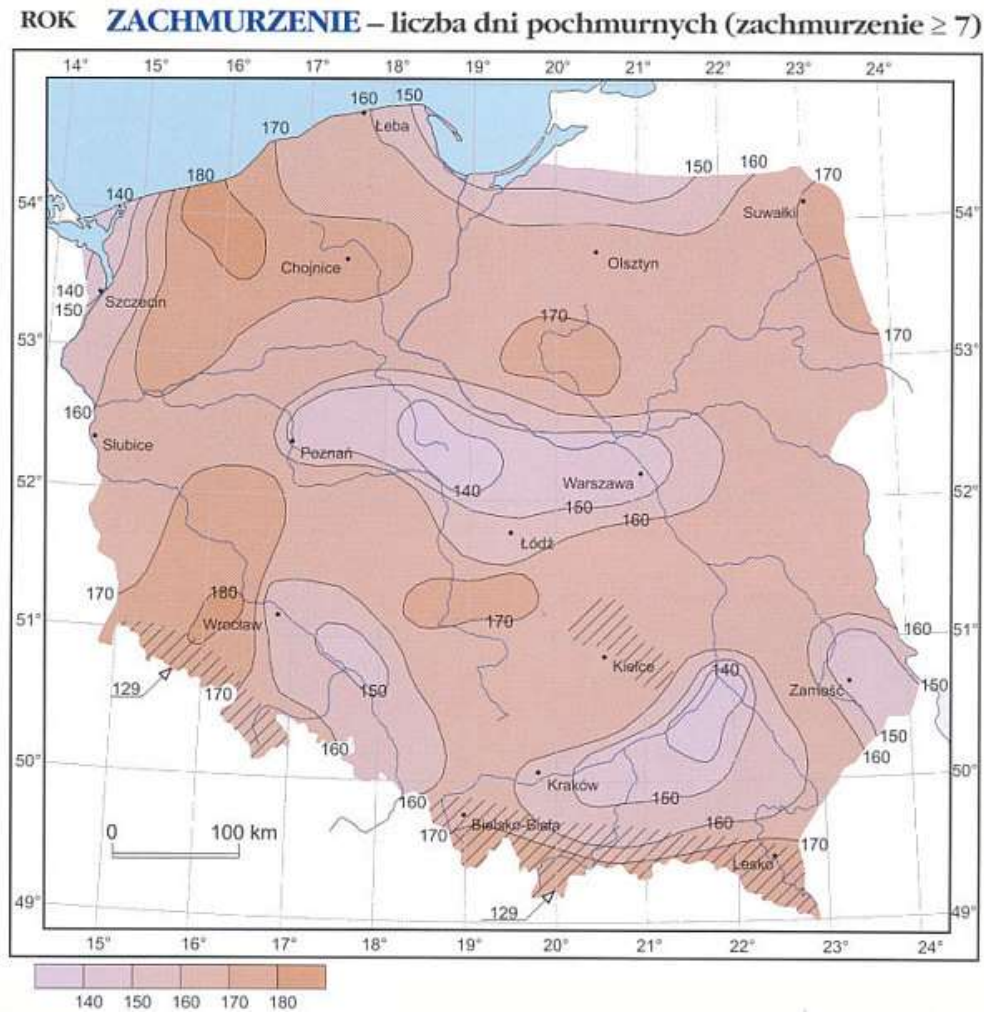 ROK ZACHMURZENIE – liczba dni pochmurnych (zachmurzenie ≥ 7)
14° 15° 16° 17° 18° 19° 20° 21° 22° 23° 24°
160 150
Łeba
170
180
140
150 160 170
54° 54°
Suwałki
Chojnice
Olsztyn
140
Szczecin
150
170
170
53° 53°
160
Słubice
Poznań
Warszawa
140
52° 52°
150
160
Łódź
170
180
170
51° 51°
Wrocław
160
Kielce
140
Zamość
150
129
170
150
150
160
160
50° 50°
Kraków
150
160
160
170
Bielsko-Biała
170
Lesko
0 100 km
129
49° 49°
15° 16° 17° 18° 19° 20° 21° 22° 23° 24°
140 150 160 170 180